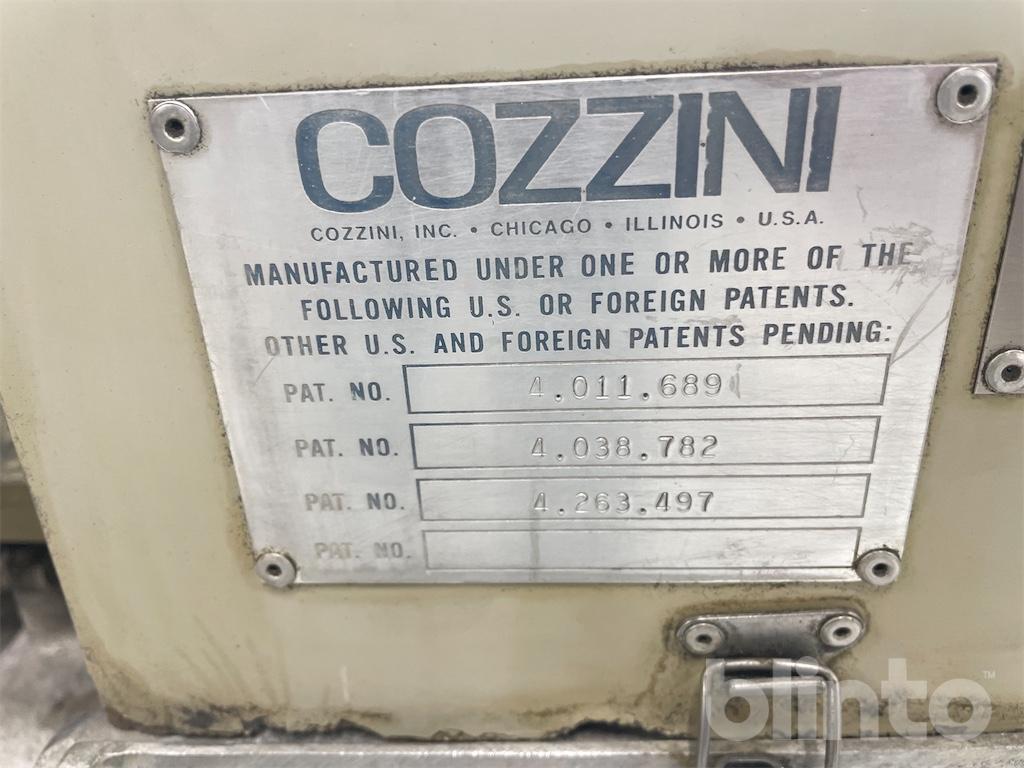 COZZINI
COZZINI, INC. • CHICAGO • ILLINOIS • U.S.A.
MANUFACTURED UNDER ONE OR MORE OF THE
FOLLOWING U.S. OR FOREIGN PATENTS.
OTHER U.S. AND FOREIGN PATENTS PENDING:
PAT. NO. 4.011.689
PAT. NO. 4.038.782
PAT. NO. 4.263.497
PAT. NO.
blinto™